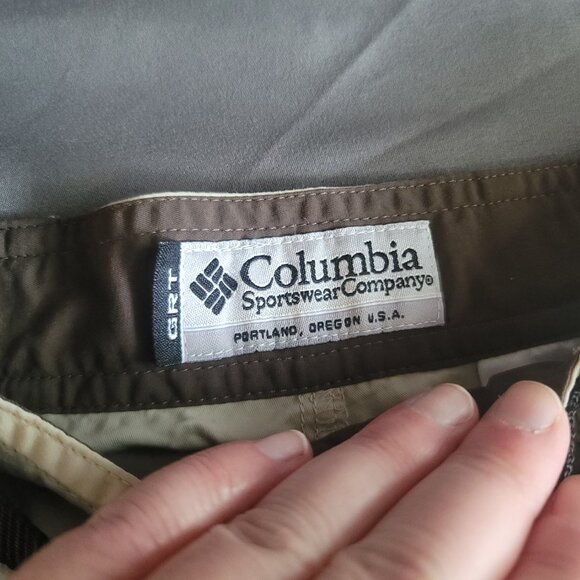 GRT
Columbia
SportswearCompany®
PORTLAND, OREGON U.S.A.